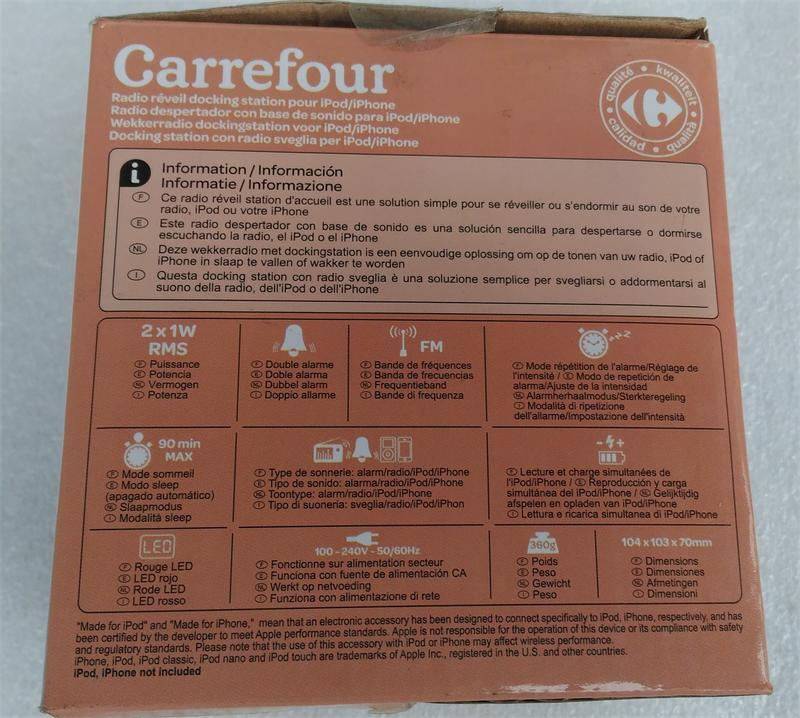 Carrefour
Radio réveil docking station pour iPod/iPhone
Radio despertador con base de sonido para iPod/iPhone
Wekkerradio dockingstation voor iPod/iPhone
Docking station con radio sveglia per iPod/iPhone
qualité • kwaliteit • qualità • calidad •
i
Information / Información
Informatie / Informazione
F Ce radio réveil station d'accueil est une solution simple pour se réveiller ou s'endormir au son de votre
radio, iPod ou votre iPhone
E Este radio despertador con base de sonido es una solución sencilla para despertarse o dormirse
escuchando la radio, el iPod o el iPhone
NL Deze wekkerradio met dockingstation is een eenvoudige oplossing om op de tonen van uw radio, iPod of
iPhone in slaap te vallen of wakker te worden
I Questa docking station con radio sveglia è una soluzione semplice per svegliarsi o addormentarsi al
suono della radio, dell'iPod o dell'iPhone
2 x 1W
RMS
F Puissance
E Potencia
NL Vermogen
I Potenza
F Double alarme
E Doble alarma
NL Dubbel alarm
I Doppio allarme
FM
F Bande de fréquences
E Banda de frecuencias
NL Frequentieband
I Bande di frequenza
zzz
F Mode répétition de l'alarme/Réglage de
l'intensité / E Modo de repetición de
alarma/Ajuste de la intensidad
NL Alarmherhaalmodus/Sterkteregeling
I Modalità di ripetizione
dell'allarme/Impostazione dell'intensità
90 min
MAX
F Mode sommeil
E Modo sleep
(apagado automático)
NL Slaapmodus
I Modalità sleep
F Type de sonnerie: alarm/radio/iPod/iPhone
E Tipo de sonido: alarma/radio/iPod/iPhone
NL Toontype: alarm/radio/iPod/iPhone
I Tipo di suoneria: sveglia/radio/iPod/iPhon
F Lecture et charge simultanées de
l'iPod/iPhone / E Reproducción y carga
simultánea del iPod/iPhone / NL Gelijktijdig
afspelen en opladen van iPod/iPhone
I Lettura e ricarica simultanea di iPod/iPhone
LED
F Rouge LED
E LED rojo
NL Rode LED
I LED rosso
100 - 240V - 50/60Hz
F Fonctionne sur alimentation secteur
E Funciona con fuente de alimentación CA
NL Werkt op netvoeding
I Funziona con alimentazione di rete
360g
F Poids
E Peso
NL Gewicht
I Peso
104 x 103 x 70mm
F Dimensions
E Dimensiones
NL Afmetingen
I Dimensioni
"Made for iPod" and "Made for iPhone," mean that an electronic accessory has been designed to connect specifically to iPod, iPhone, respectively, and has
been certified by the developer to meet Apple performance standards. Apple is not responsible for the operation of this device or its compliance with safety
and regulatory standards. Please note that the use of this accessory with iPod or iPhone may affect wireless performance.
iPhone, iPod, iPod classic, iPod nano and iPod touch are trademarks of Apple Inc., registered in the U.S. and other countries.
iPod, iPhone not included